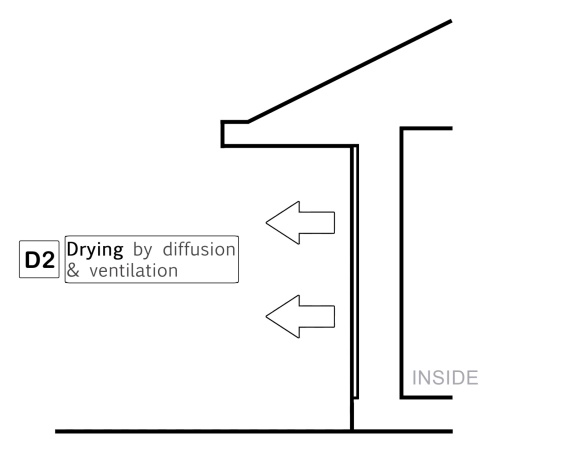 D2
Drying by diffusion
& ventilation
INSIDE